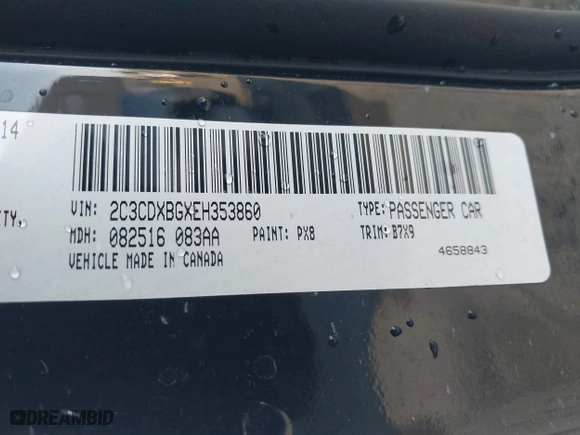 14
TY,
VIN: 2C3CDXBGXEH353860
TYPE: PASSENGER CAR
MDH: 082516 083AA
PAINT: PX8
TRIM: B7X9
VEHICLE MADE IN CANADA
4658843
DREAMBID